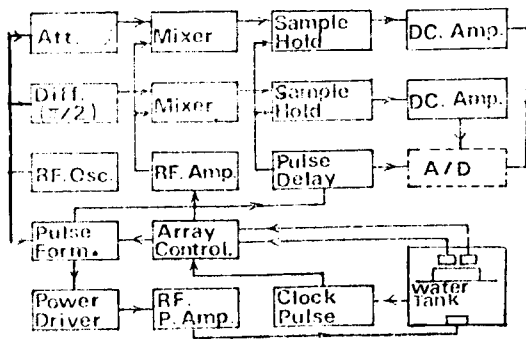 Att.
Mixer
Sample
Hold
DC. Amp.
Diff.
(π/2)
Mixer
Sample
Hold
DC. Amp.
RF. Osc.
RF. Amp.
Pulse
Delay
A/D
Pulse
Form.
Array
Control.
Power
Driver
RF.
P. Amp.
Clock
Pulse
water
Tank